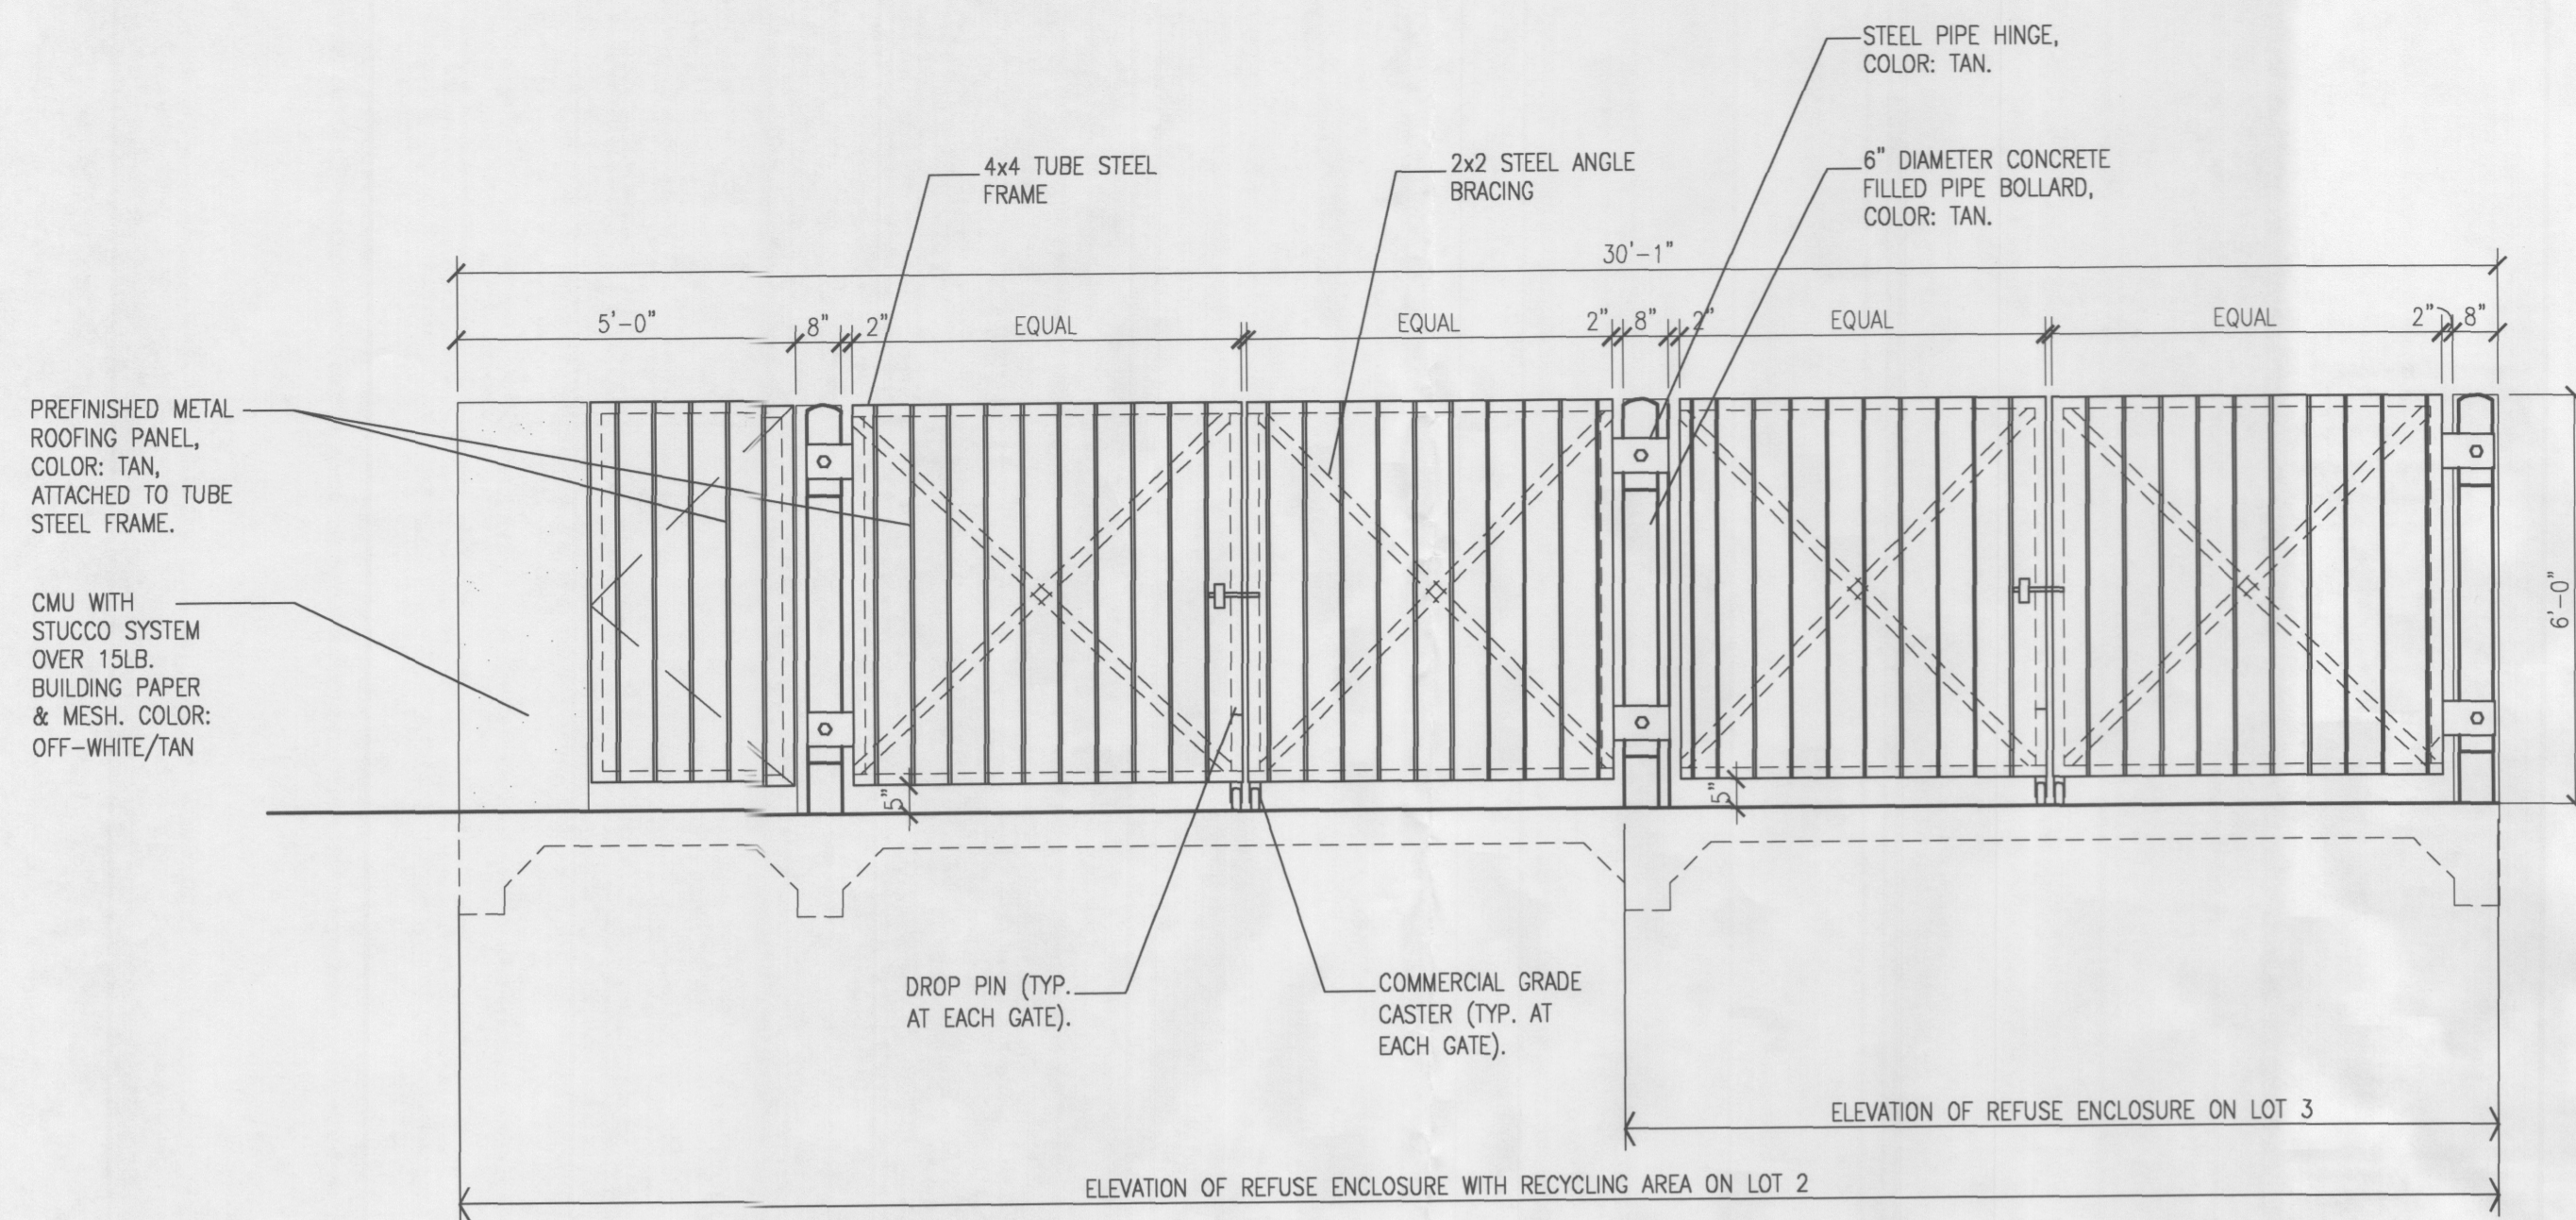 STEEL PIPE HINGE,
COLOR: TAN.
4x4 TUBE STEEL
FRAME
2x2 STEEL ANGLE
BRACING
6" DIAMETER CONCRETE
FILLED PIPE BOLLARD,
COLOR: TAN.
30'-1"
5'-0"
8"
2"
EQUAL
EQUAL
2"
8"
2"
EQUAL
EQUAL
2"
8"
PREFINISHED METAL
ROOFING PANEL,
COLOR: TAN,
ATTACHED TO TUBE
STEEL FRAME.
CMU WITH
STUCCO SYSTEM
OVER 15LB.
BUILDING PAPER
& MESH. COLOR:
OFF-WHITE/TAN
6'-0"
5"
5"
DROP PIN (TYP.
AT EACH GATE).
COMMERCIAL GRADE
CASTER (TYP. AT
EACH GATE).
ELEVATION OF REFUSE ENCLOSURE ON LOT 3
ELEVATION OF REFUSE ENCLOSURE WITH RECYCLING AREA ON LOT 2